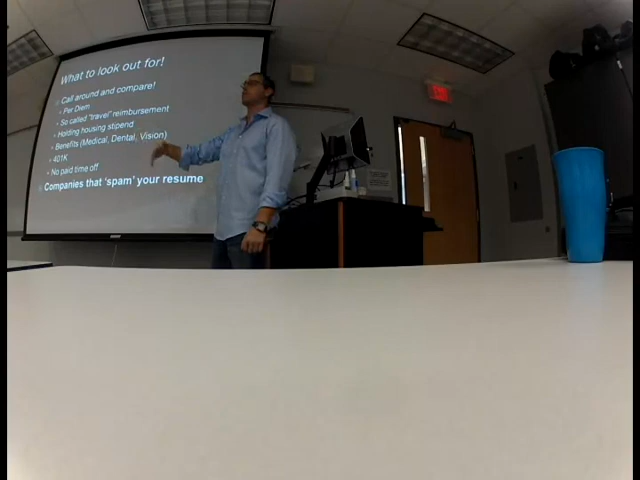 What to look out for!
Call around and compare!
- Per Diem
- So called "travel" reimbursement
- Holding housing stipend
- Benefits (Medical, Dental, Vision)
- 401K
- No paid time off
Companies that 'spam' your resume
EXIT